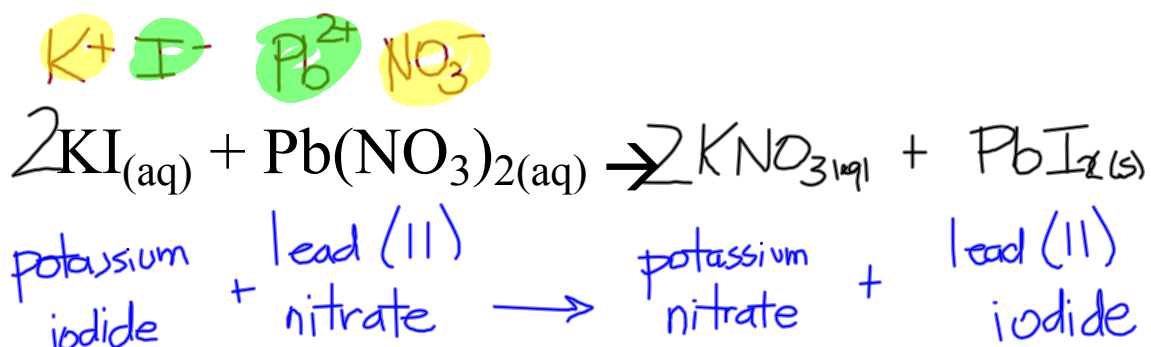 K⁺ I⁻ Pb²⁺ NO₃⁻
2KI(aq) + Pb(NO₃)₂(aq) → 2KNO₃(aq) + PbI₂(s)
potassium iodide + lead (II) nitrate → potassium nitrate + lead (II) iodide